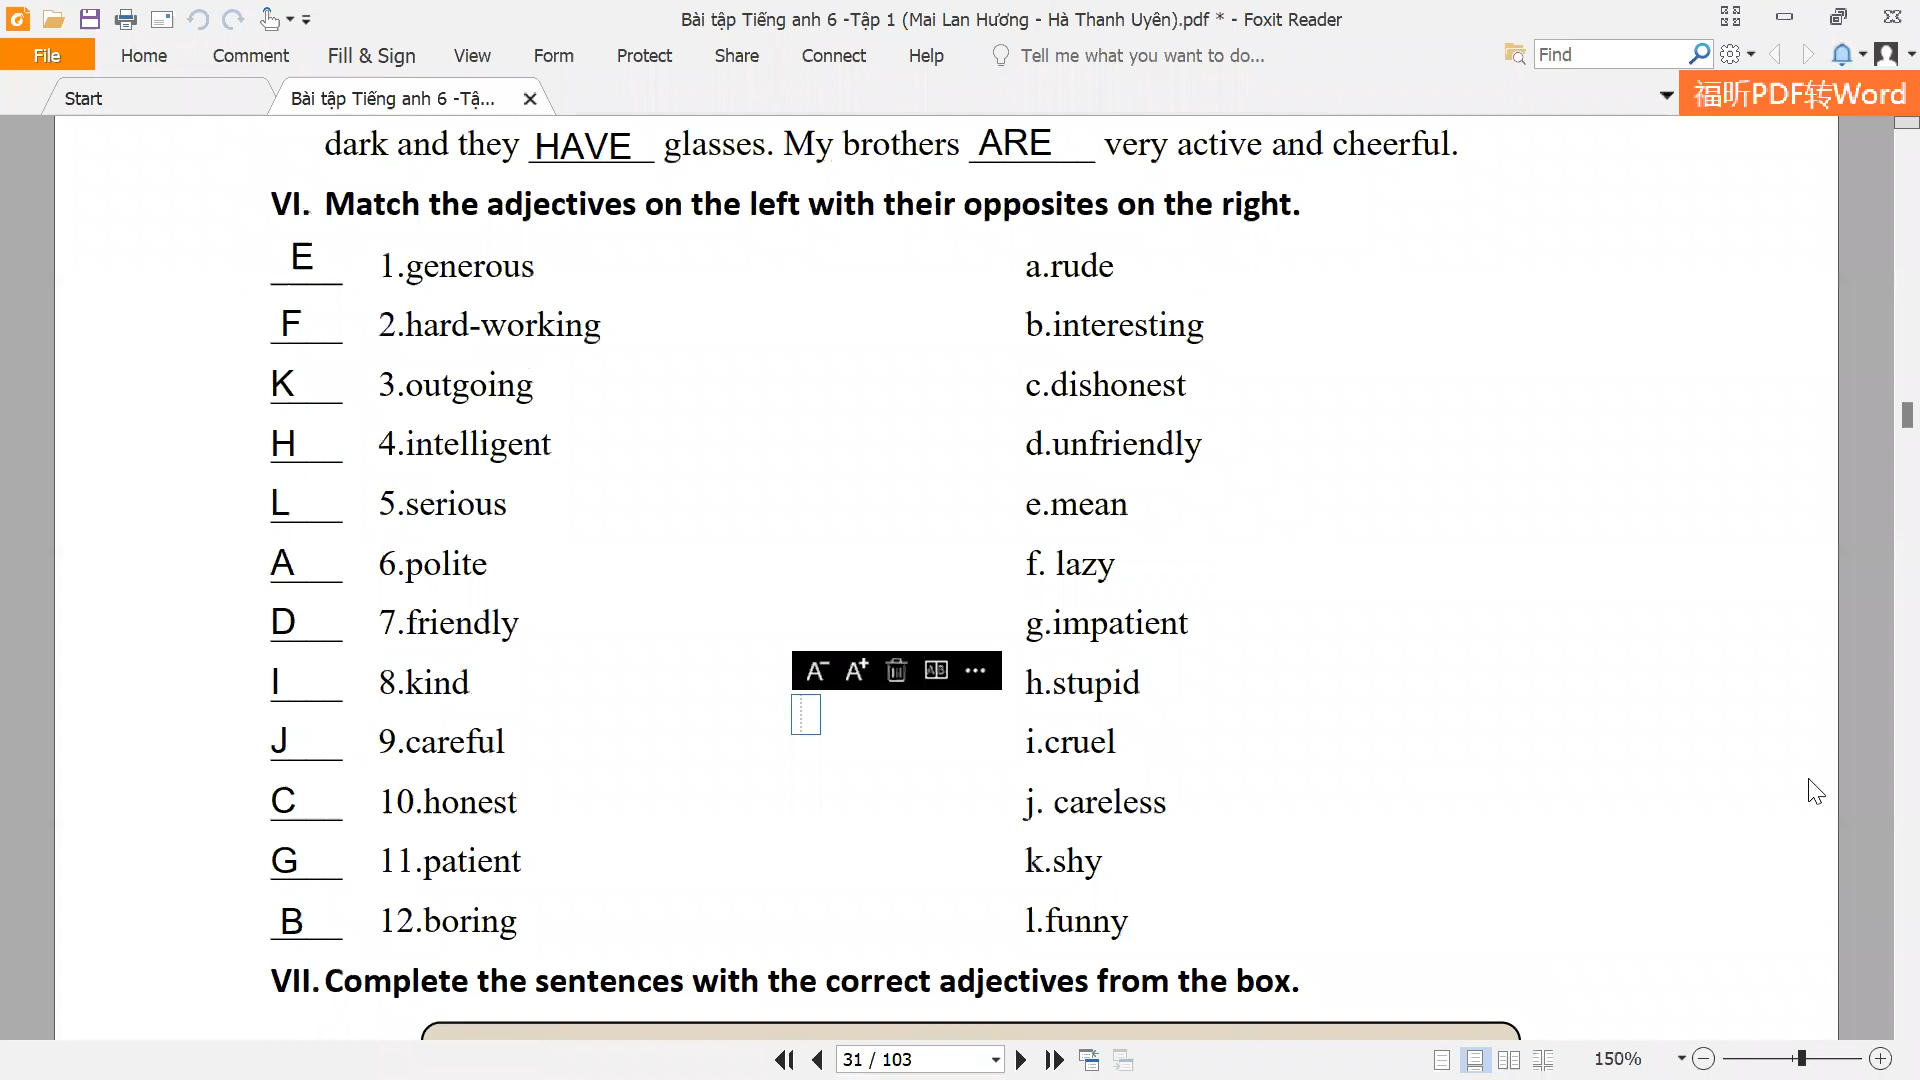 Bài tập Tiếng anh 6 -Tập 1 (Mai Lan Hương - Hà Thanh Uyên).pdf * - Foxit Reader
File Home Comment Fill & Sign View Form Protect Share Connect Help Tell me what you want to do... Find
Start Bài tập Tiếng anh 6 -Tậ... 福昕PDF转Word
dark and they HAVE glasses. My brothers ARE very active and cheerful.
VI. Match the adjectives on the left with their opposites on the right.
E 1.generous a.rude
F 2.hard-working b.interesting
K 3.outgoing c.dishonest
H 4.intelligent d.unfriendly
L 5.serious e.mean
A 6.polite f. lazy
D 7.friendly g.impatient
I 8.kind h.stupid
J 9.careful i.cruel
C 10.honest j. careless
G 11.patient k.shy
B 12.boring l.funny
VII. Complete the sentences with the correct adjectives from the box.
31 / 103 150%